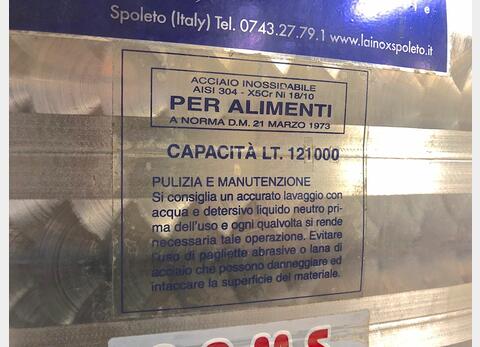 Spoleto (Italy) Tel. 0743.27.79.1 www.lainoxspoleto.it
ACCIAIO INOSSIDABILE
AISI 304 - X5Cr Ni 18/10
PER ALIMENTI
A NORMA D.M. 21 MARZO 1973
CAPACITÀ LT. 121000
PULIZIA E MANUTENZIONE
Si consiglia un accurato lavaggio con
acqua e detersivo liquido neutro pri-
ma dell'uso e ogni qualvolta si rende
necessaria tale operazione. Evitare
l'uso di pagliette abrasive o lana di
acciaio che possono danneggiare ed
intaccare la superficie del materiale.